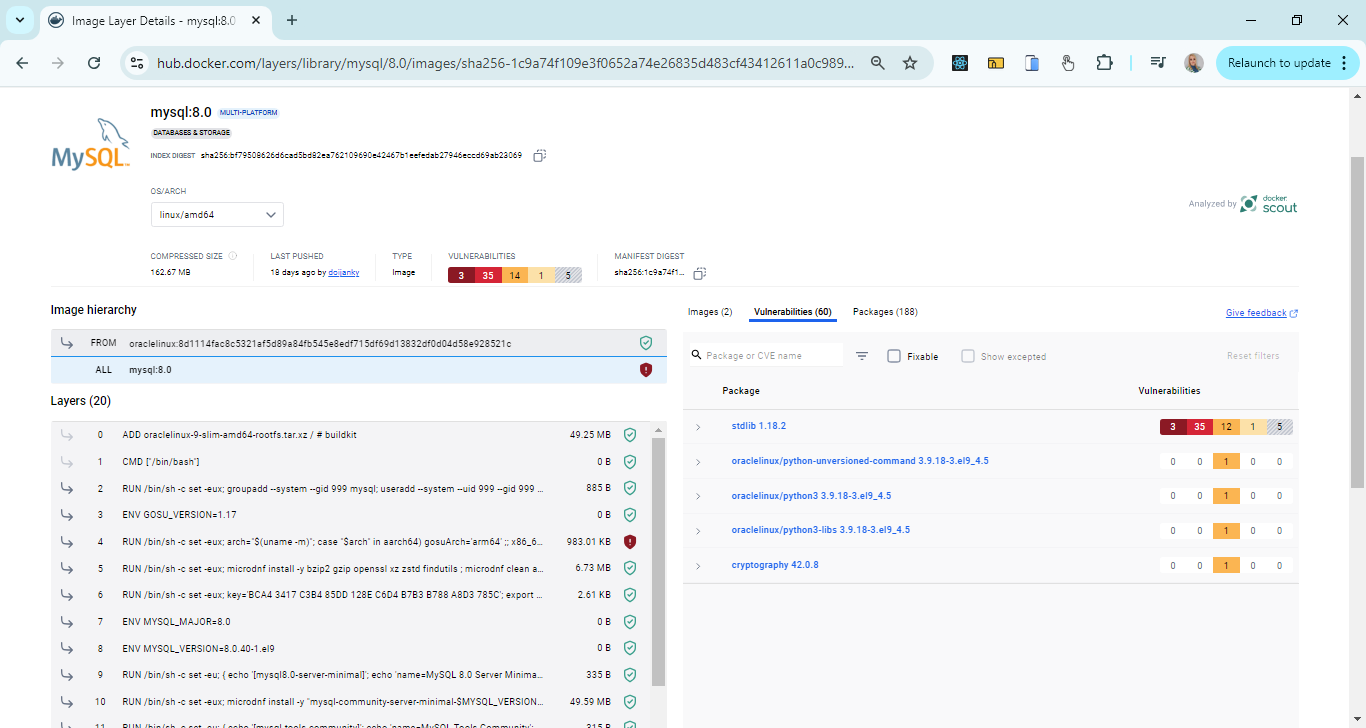 Image Layer Details - mysql:8.0
hub.docker.com/layers/library/mysql/8.0/images/sha256-1c9a74f109e3f0652a74e26835d483cf43412611a0c989...
Relaunch to update
MySQL
mysql:8.0 MULTI-PLATFORM
DATABASES & STORAGE
INDEX DIGEST sha256:bf79508626d6cad5bd92ea762109690e42467b1eefedab27946eccd69ab23069
OS/ARCH
linux/amd64
Analyzed by docker scout
COMPRESSED SIZE LAST PUSHED TYPE VULNERABILITIES MANIFEST DIGEST
162.67 MB 18 days ago by doijanky Image 3 35 14 1 5 sha256:1c9a74f1...
Image hierarchy
FROM oraclelinux:8d1114fac8c5321af5d89a84fb545e8edf715df69d13832df0d04d58e928521c
ALL mysql:8.0
Layers (20)
0 ADD oraclelinux-9-slim-amd64-rootfs.tar.xz / # buildkit 49.25 MB
1 CMD ["/bin/bash"] 0 B
2 RUN /bin/sh -c set -eux; groupadd --system --gid 999 mysql; useradd --system --uid 999 --gid 999 ... 885 B
3 ENV GOSU_VERSION=1.17 0 B
4 RUN /bin/sh -c set -eux; arch="$(uname -m)"; case "$arch" in aarch64) gosuArch='arm64' ;; x86_6... 983.01 KB
5 RUN /bin/sh -c set -eux; microdnf install -y bzip2 gzip openssl xz zstd findutils ; microdnf clean a... 6.73 MB
6 RUN /bin/sh -c set -eux; key='BCA4 3417 C3B4 85DD 128E C6D4 B7B3 B788 A8D3 785C'; export ... 2.61 KB
7 ENV MYSQL_MAJOR=8.0 0 B
8 ENV MYSQL_VERSION=8.0.40-1.el9 0 B
9 RUN /bin/sh -c set -eu; { echo '[mysql8.0-server-minimal]'; echo 'name=MySQL 8.0 Server Minima... 335 B
10 RUN /bin/sh -c set -eux; microdnf install -y "mysql-community-server-minimal-$MYSQL_VERSION... 49.59 MB
11 RUN /bin/sh -c set -eu; { echo '[mysql-tools-community]'; echo 'name=MySQL Tools Community'; 315 B
Images (2) Vulnerabilities (60) Packages (188) Give feedback
Package or CVE name Fixable Show excepted Reset filters
Package Vulnerabilities
stdlib 1.18.2 3 35 12 1 5
oraclelinux/python-unversioned-command 3.9.18-3.el9_4.5 0 0 1 0 0
oraclelinux/python3 3.9.18-3.el9_4.5 0 0 1 0 0
oraclelinux/python3-libs 3.9.18-3.el9_4.5 0 0 1 0 0
cryptography 42.0.8 0 0 1 0 0